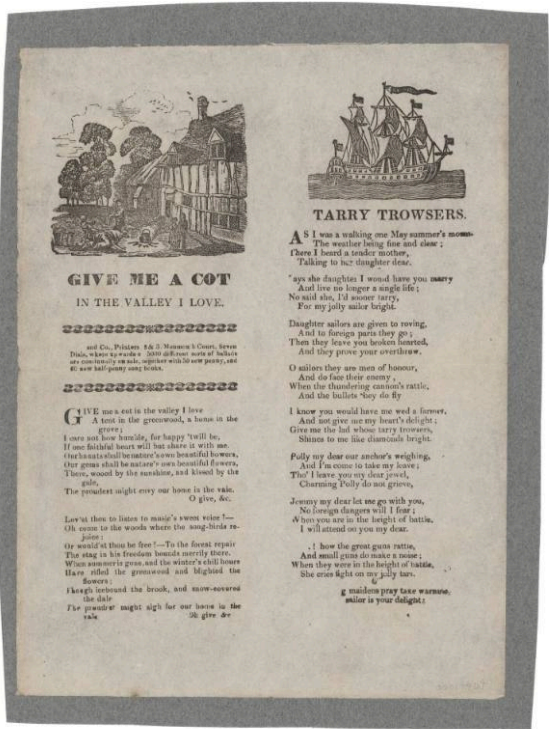 GIVE ME A COT
IN THE VALLEY I LOVE.
and Co., Printers 2 & 3, Monmouth Court, Seven
Dials, where upwards of 5000 different sorts of ballads
are continually on sale, together with 50 new penny, and
60 new half-penny song books.
GIVE me a cot in the valley I love
A tent in the greenwood, a home in the
grove;
I care not how humble, for happy 'twill be,
If one faithful heart will but share it with me.
Our haunts shall be nature's own beautiful bowers,
Our gems shall be nature's own beautiful flowers,
There, wooed by the sunshine, and kissed by the
gale,
The proudest might envy our home in the vale.
O give, &c.
Lov'st thou to listen to music's sweet voice!—
Oh come to the woods where the song-birds re-
joice:
Or would'st thou be free!—To the forest repair
The stag in his freedom bounds merrily there.
When summer is gone, and the winter's chill hours
Have rifled the greenwood and blighted the
flowers;
Though icebound the brook, and snow-covered
the dale
The proudest might sigh for our home in the
vale Oh give &c
TARRY TROWSERS.
AS I was a walking one May summer's
The weather being fine and clear;
There I heard a tender mother,
Talking to her daughter dear.
ays she daughter I would have you marry
And live no longer a single life;
No said she, I'd sooner tarry,
For my jolly sailor bright.
Daughter sailors are given to roving,
And to foreign parts they go;
Then they leave you broken hearted,
And they prove your overthrow.
O sailors they are men of honour,
And do face their enemy,
When the thundering cannon's rattle,
And the bullets they do fly
I know you would have me wed a farmer,
And not give me my heart's delight;
Give me the lad whose tarry trowsers,
Shines to me like diamonds bright.
Polly my dear our anchor's weighing,
And I'm come to take my leave;
Tho' I leave you my dear jewel,
Charming Polly do not grieve,
Jemmy my dear let me go with you,
No foreign dangers will I fear;
When you are in the height of battle,
I will attend on you my dear.
how the great guns rattle,
And small guns do make a noise;
When they were in the height of battle,
She cries fight on my jolly tars.
g maidens pray take warning,
sailor is your delight: